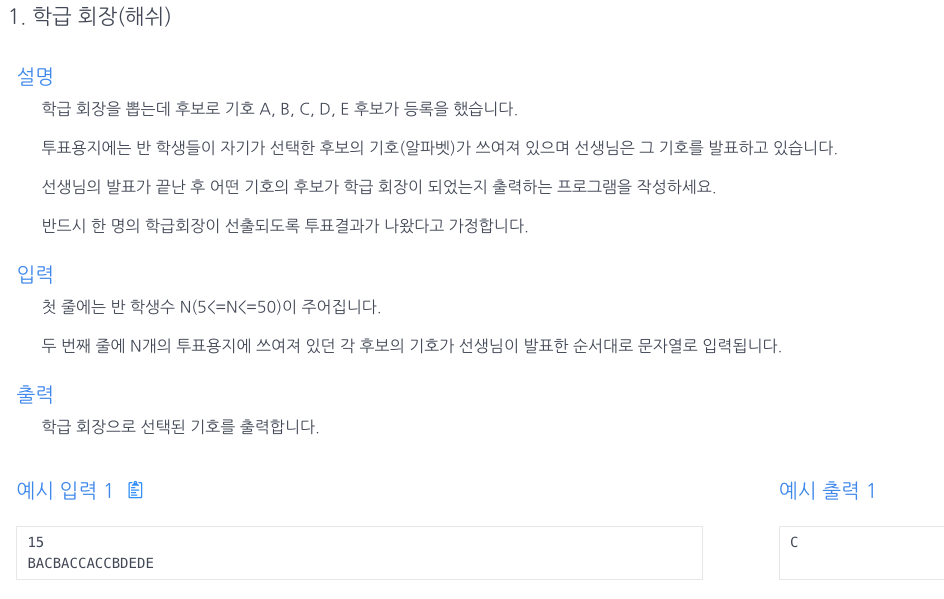 1. 학급 회장(해쉬)
설명
학급 회장을 뽑는데 후보로 기호 A, B, C, D, E 후보가 등록을 했습니다.
투표용지에는 반 학생들이 자기가 선택한 후보의 기호(알파벳)가 쓰여져 있으며 선생님은 그 기호를 발표하고 있습니다.
선생님의 발표가 끝난 후 어떤 기호의 후보가 학급 회장이 되었는지 출력하는 프로그램을 작성하세요.
반드시 한 명의 학급회장이 선출되도록 투표결과가 나왔다고 가정합니다.
입력
첫 줄에는 반 학생수 N(5<=N<=50)이 주어집니다.
두 번째 줄에 N개의 투표용지에 쓰여져 있던 각 후보의 기호가 선생님이 발표한 순서대로 문자열로 입력됩니다.
출력
학급 회장으로 선택된 기호를 출력합니다.
예시 입력 1
15
BACBACCACCBDEDE
예시 출력 1
C